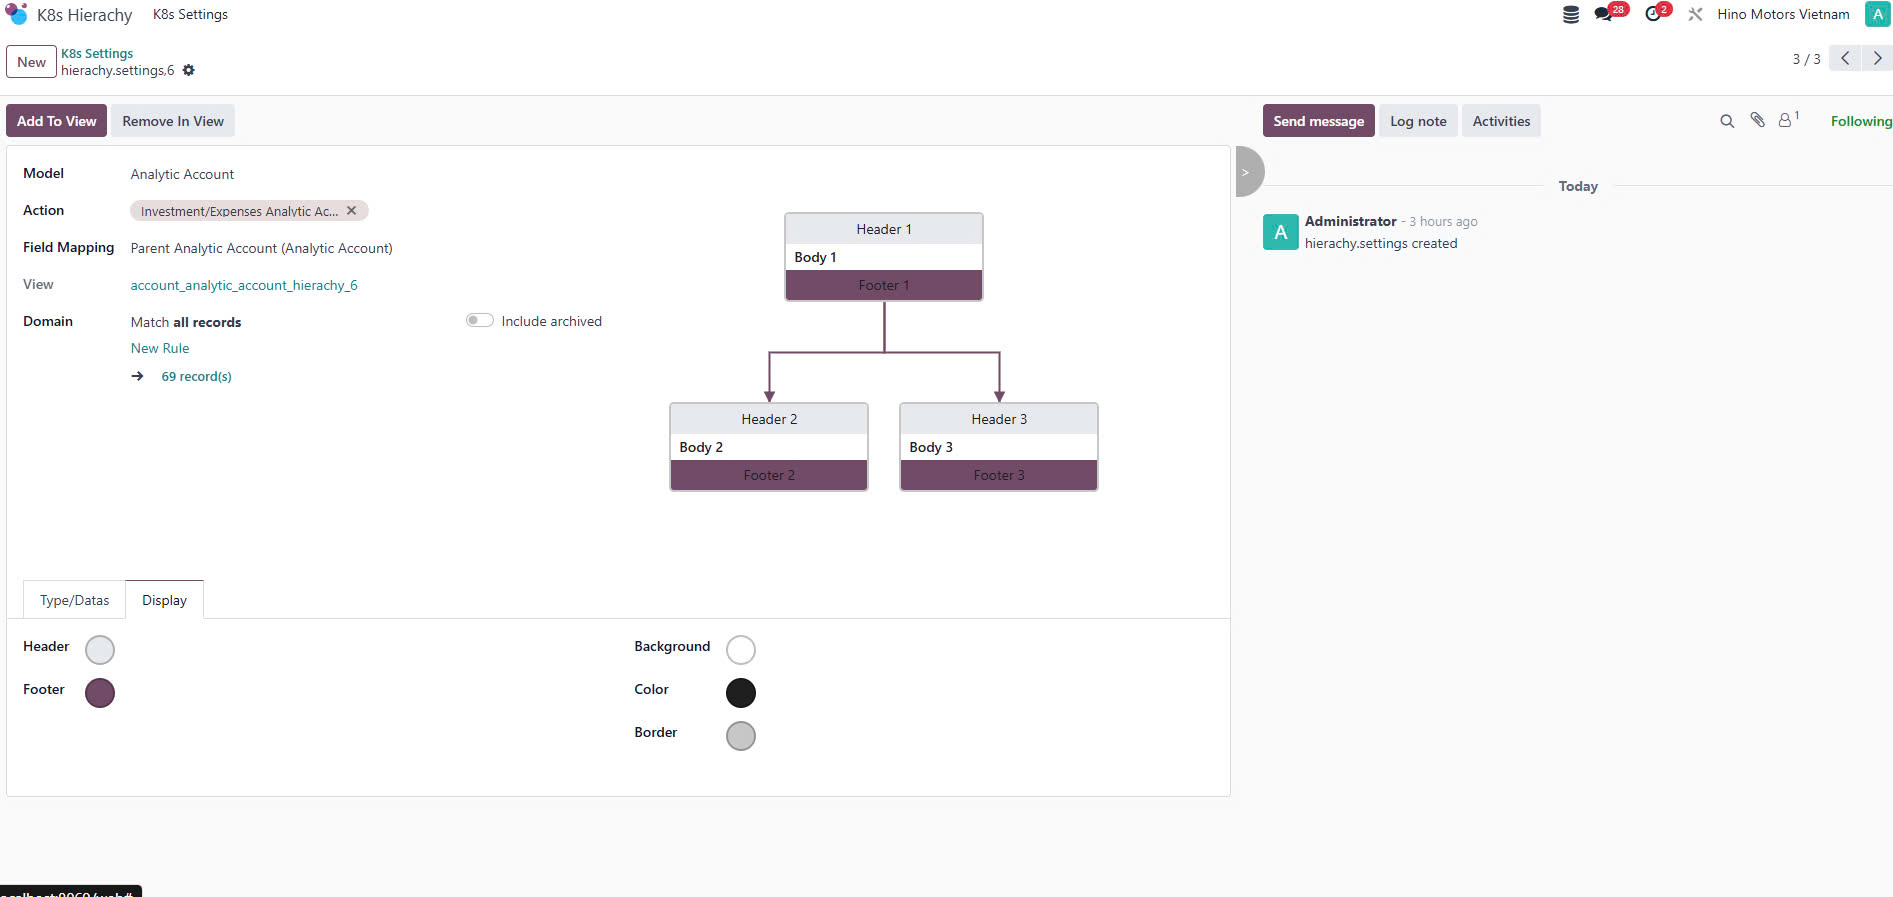 K8s Hierachy K8s Settings 28 2 Hino Motors Vietnam A
New K8s Settings
hierachy.settings,6
3 / 3
Add To View Remove In View
Send message Log note Activities 1 Following
Model Analytic Account
Action Investment/Expenses Analytic Ac...
Field Mapping Parent Analytic Account (Analytic Account)
View account_analytic_account_hierachy_6
Domain Match all records Include archived
New Rule
69 record(s)
Header 1
Body 1
Footer 1
Header 2
Body 2
Footer 2
Header 3
Body 3
Footer 3
>
Today
A Administrator - 3 hours ago
hierachy.settings created
Type/Datas Display
Header
Footer
Background
Color
Border